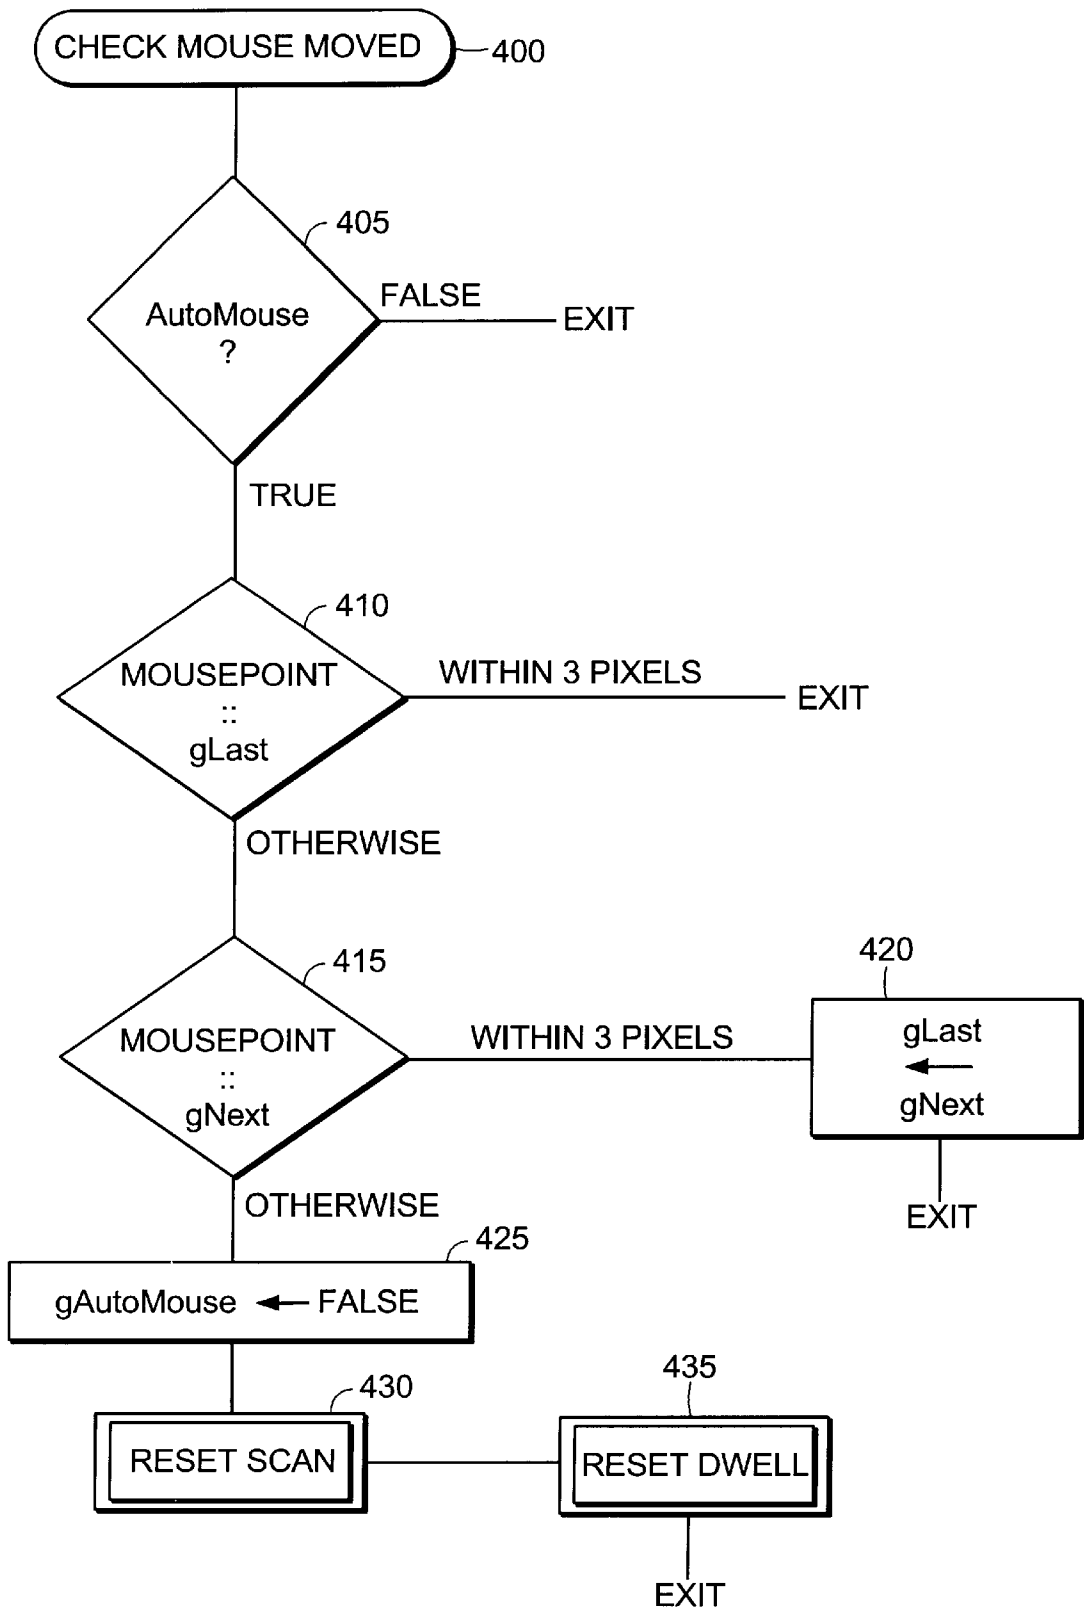 CHECK MOUSE MOVED
400
405
AutoMouse
?
FALSE
EXIT
TRUE
410
MOUSEPOINT
::
gLast
WITHIN 3 PIXELS
EXIT
OTHERWISE
415
MOUSEPOINT
::
gNext
WITHIN 3 PIXELS
420
gLast
←
gNext
EXIT
OTHERWISE
425
gAutoMouse ← FALSE
430
RESET SCAN
435
RESET DWELL
EXIT